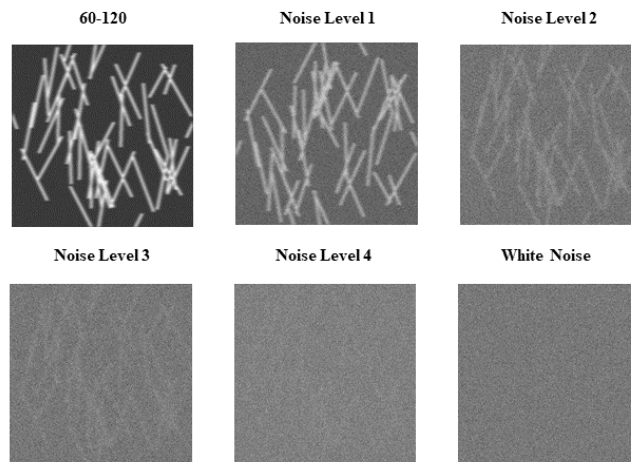 60-120
Noise Level 1
Noise Level 2
Noise Level 3
Noise Level 4
White Noise